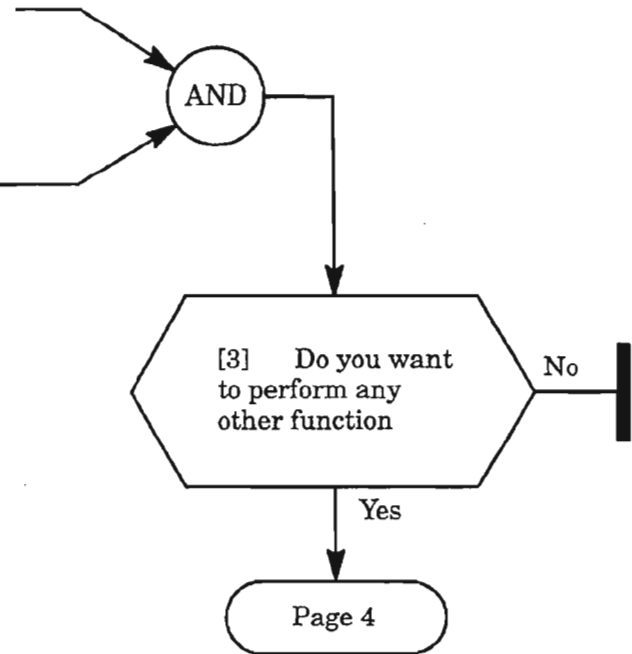 AND
[3] Do you want
to perform any
other function
No
Yes
Page 4